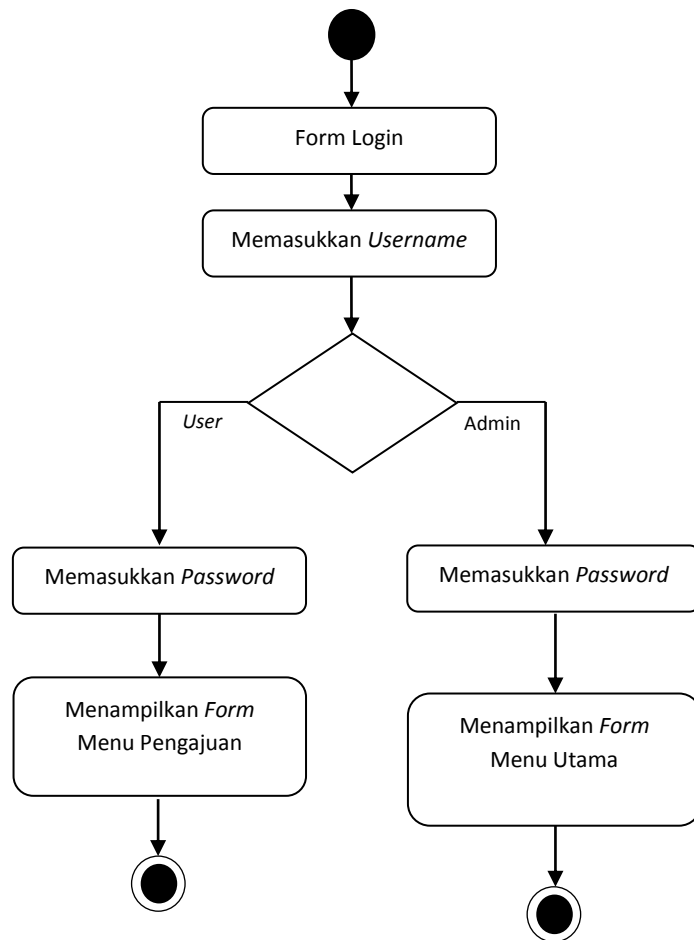 Form Login
Memasukkan Username
User
Admin
Memasukkan Password
Memasukkan Password
Menampilkan Form
Menu Pengajuan
Menampilkan Form
Menu Utama